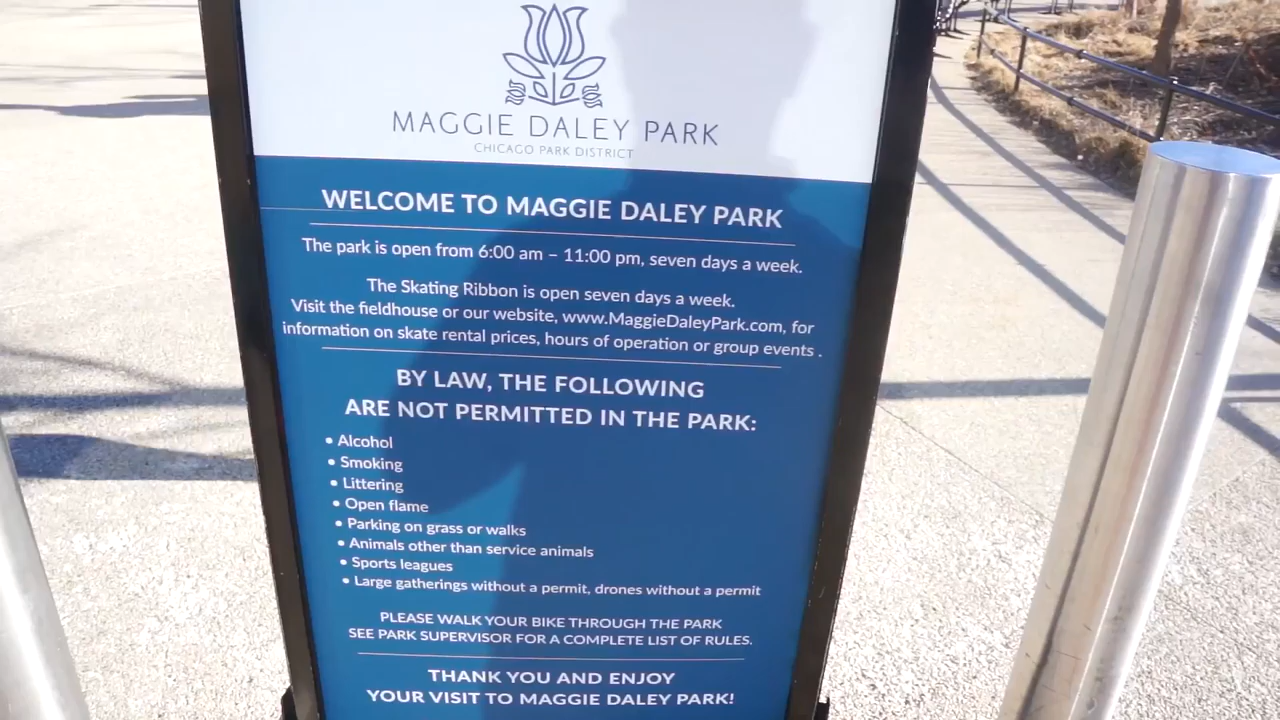 MAGGIE DALEY PARK
CHICAGO PARK DISTRICT
WELCOME TO MAGGIE DALEY PARK
The park is open from 6:00 am – 11:00 pm, seven days a week.
The Skating Ribbon is open seven days a week.
Visit the fieldhouse or our website, www.MaggieDaleyPark.com, for
information on skate rental prices, hours of operation or group events .
BY LAW, THE FOLLOWING
ARE NOT PERMITTED IN THE PARK:
• Alcohol
• Smoking
• Littering
• Open flame
• Parking on grass or walks
• Animals other than service animals
• Sports leagues
• Large gatherings without a permit, drones without a permit
PLEASE WALK YOUR BIKE THROUGH THE PARK
SEE PARK SUPERVISOR FOR A COMPLETE LIST OF RULES.
THANK YOU AND ENJOY
YOUR VISIT TO MAGGIE DALEY PARK!